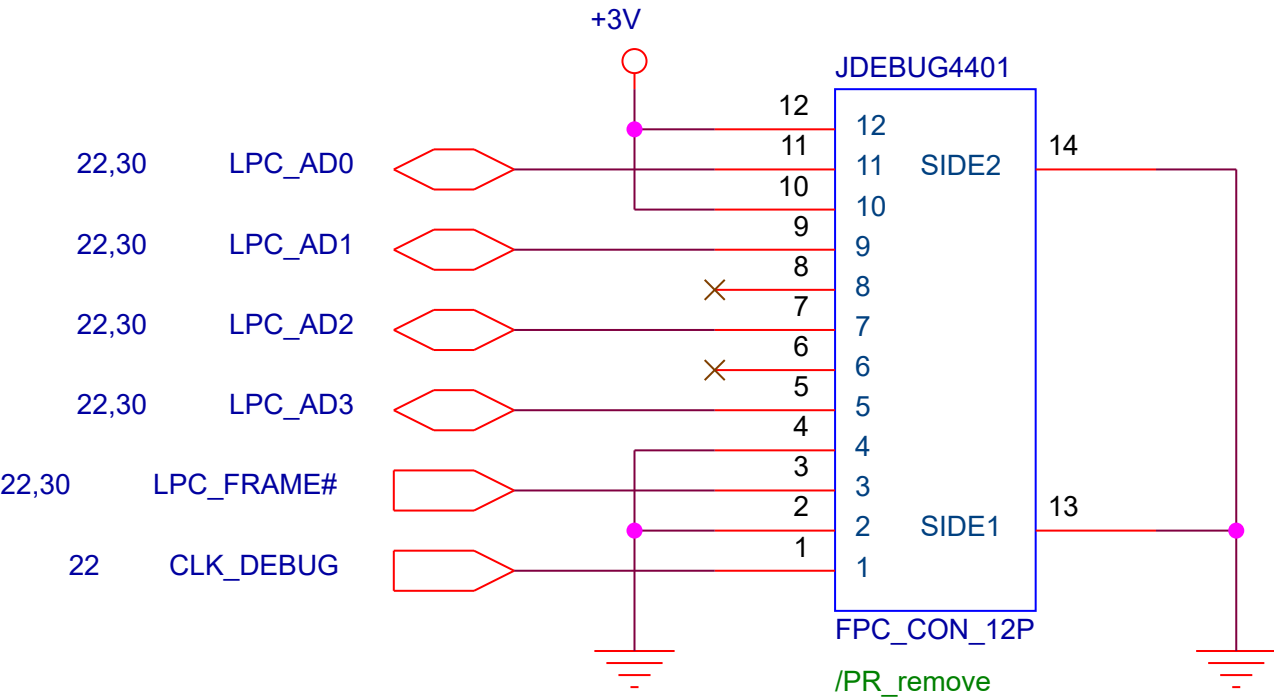 +3V
JDEBUG4401
12 12
22,30 LPC_AD0 11 11 SIDE2 14
10 10
22,30 LPC_AD1 9 9
8 8
22,30 LPC_AD2 7 7
6 6
22,30 LPC_AD3 5 5
4 4
22,30 LPC_FRAME# 3 3
2 2 SIDE1 13
22 CLK_DEBUG 1 1
FPC_CON_12P
/PR_remove